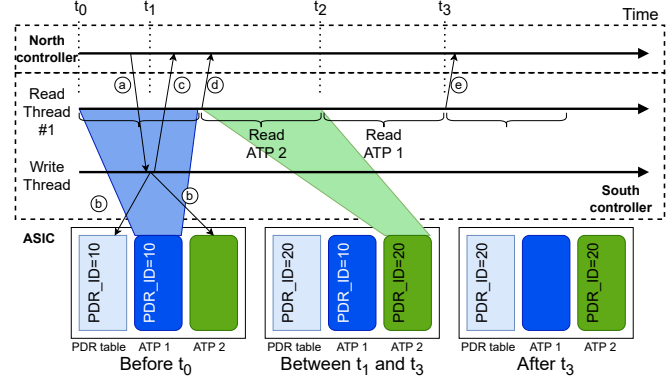 t0 t1 t2 t3 Time
North
controller
a c d e
Read
Thread
#1
Read
ATP 2
Read
ATP 1
Write
Thread
b b
South
controller
ASIC
PDR_ID=10 PDR_ID=10
PDR_ID=20 PDR_ID=10 PDR_ID=20
PDR_ID=20 PDR_ID=20
PDR table ATP 1 ATP 2
PDR table ATP 1 ATP 2
PDR table ATP 1 ATP 2
Before t0
Between t1 and t3
After t3